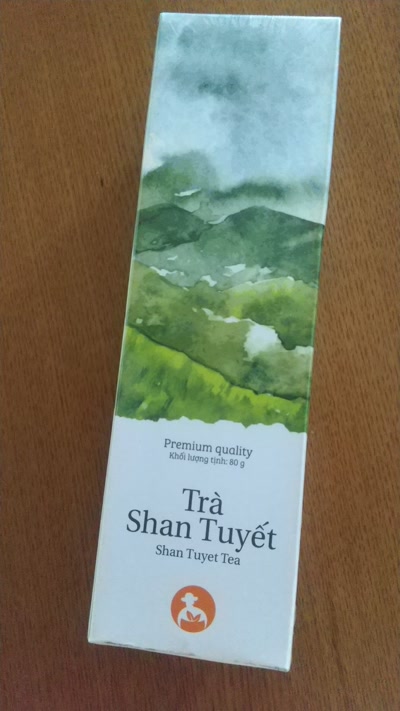 Premium quality
Khối lượng tịnh: 80 g
Trà
Shan Tuyết
Shan Tuyet Tea